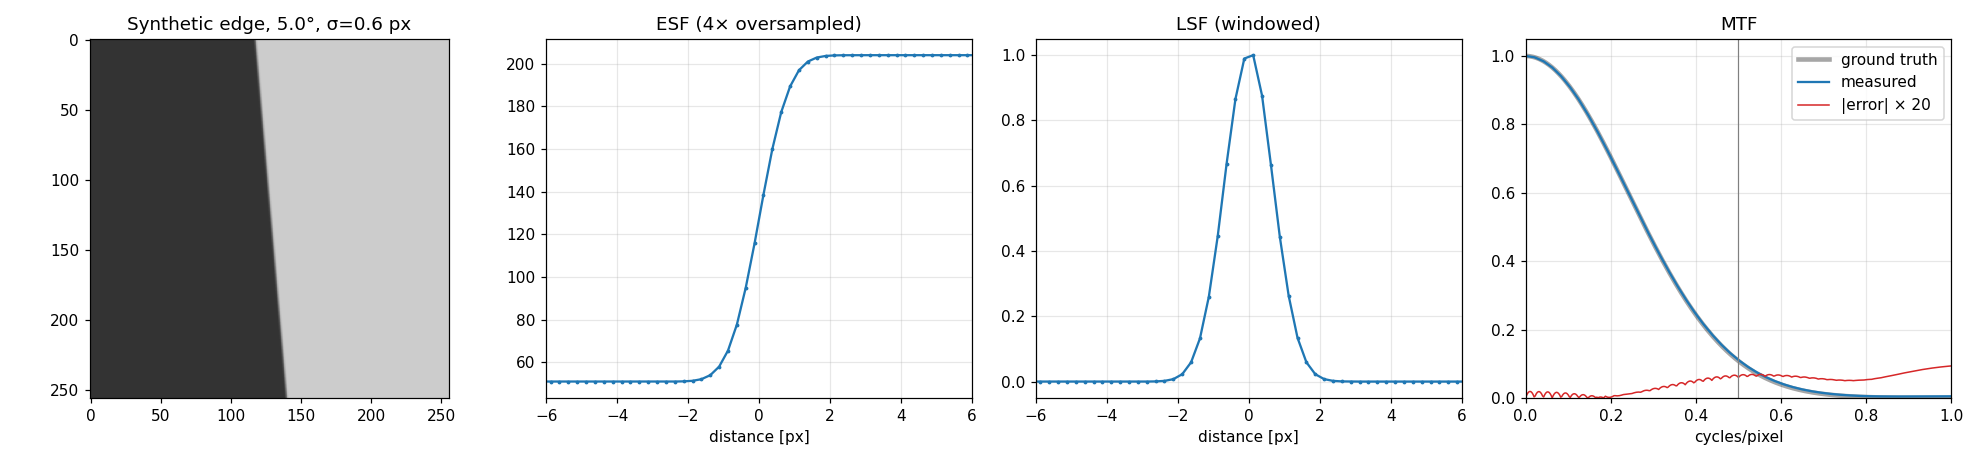 Synthetic edge, 5.0°, σ=0.6 px
0
50
100
150
200
250
0 50 100 150 200 250
ESF (4× oversampled)
200
180
160
140
120
100
80
60
−6 −4 −2 0 2 4 6
distance [px]
LSF (windowed)
1.0
0.8
0.6
0.4
0.2
0.0
−6 −4 −2 0 2 4 6
distance [px]
MTF
1.0
0.8
0.6
0.4
0.2
0.0
ground truth
measured
|error| × 20
0.0 0.2 0.4 0.6 0.8 1.0
cycles/pixel